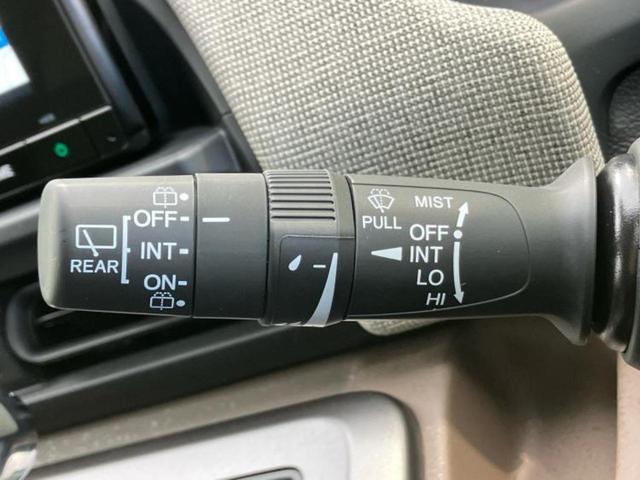 OFF
INT
REAR
ON
MIST
PULL
OFF
INT
LO
HI